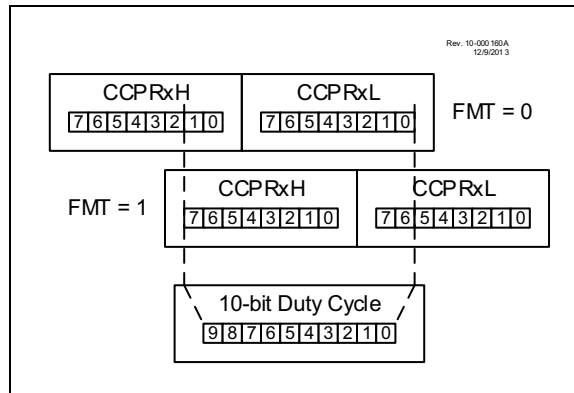 Rev. 10-000 160A
12/9/201 3
CCPRxH CCPRxL
7 6 5 4 3 2 1 0 7 6 5 4 3 2 1 0 FMT = 0
CCPRxH CCPRxL
FMT = 1 7 6 5 4 3 2 1 0 7 6 5 4 3 2 1 0
10-bit Duty Cycle
9 8 7 6 5 4 3 2 1 0